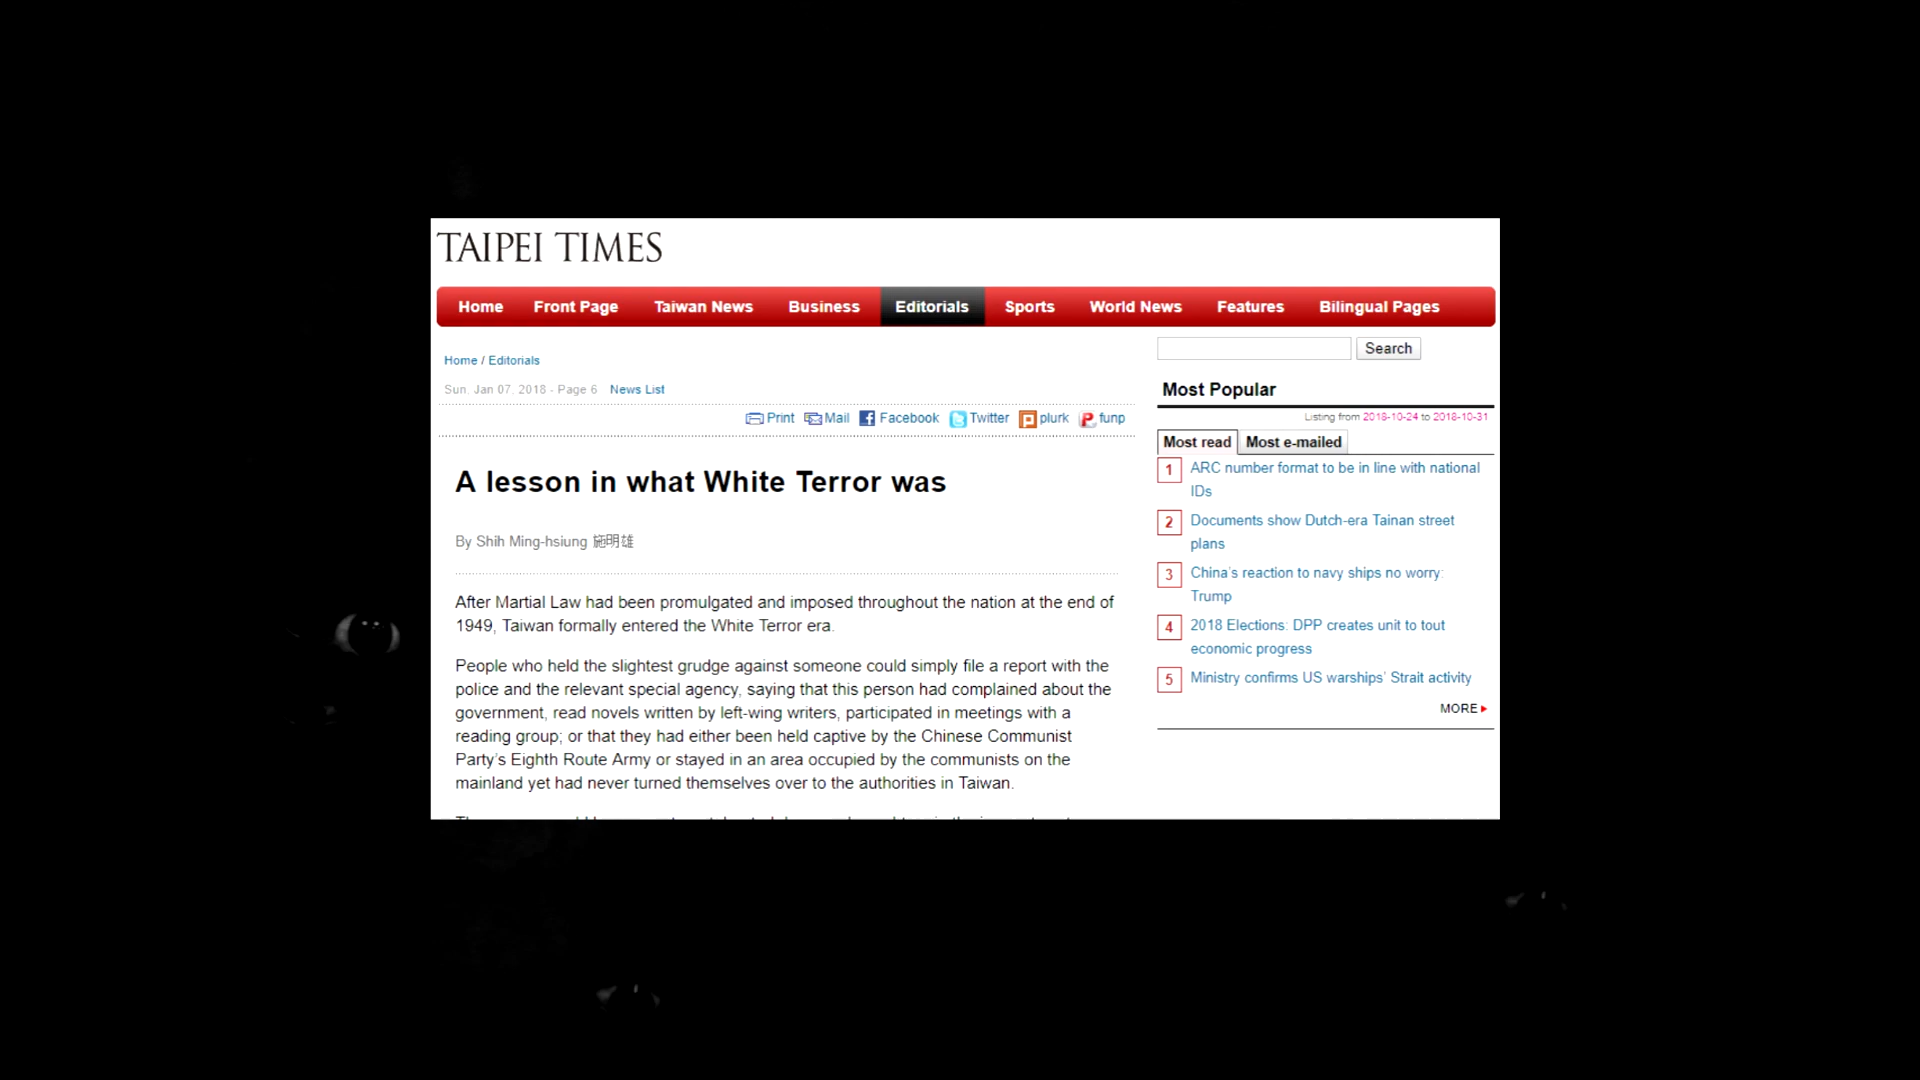 TAIPEI TIMES
Home Front Page Taiwan News Business Editorials Sports World News Features Bilingual Pages
Home / Editorials
Sun, Jan 07, 2018 - Page 6 News List
Print Mail Facebook Twitter plurk funp
A lesson in what White Terror was
By Shih Ming-hsiung 施明雄
After Martial Law had been promulgated and imposed throughout the nation at the end of
1949, Taiwan formally entered the White Terror era.
People who held the slightest grudge against someone could simply file a report with the
police and the relevant special agency, saying that this person had complained about the
government, read novels written by left-wing writers, participated in meetings with a
reading group; or that they had either been held captive by the Chinese Communist
Party's Eighth Route Army or stayed in an area occupied by the communists on the
mainland yet had never turned themselves over to the authorities in Taiwan.
Search
Most Popular
Listing from 2018-10-24 to 2018-10-31
Most read Most e-mailed
1 ARC number format to be in line with national
IDs
2 Documents show Dutch-era Tainan street
plans
3 China's reaction to navy ships no worry:
Trump
4 2018 Elections: DPP creates unit to tout
economic progress
5 Ministry confirms US warships' Strait activity
MORE